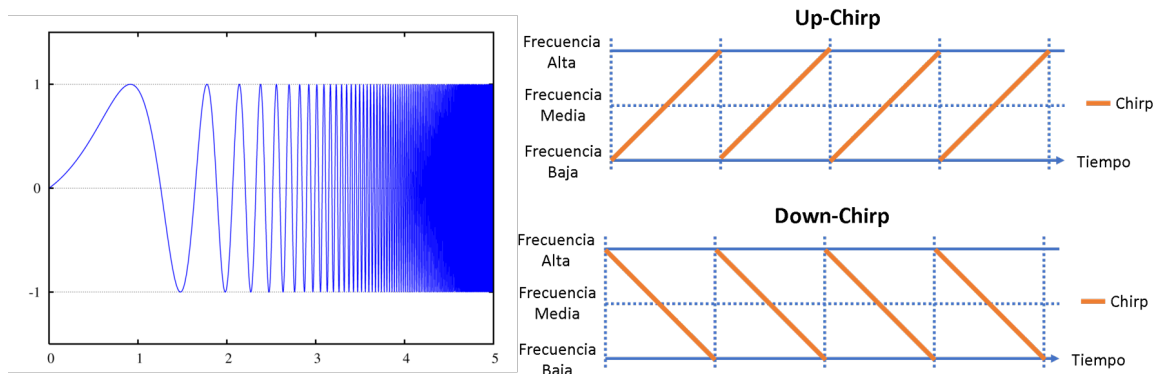 1
0
-1
0
1
2
3
4
5
Up-Chirp
Frecuencia
Alta
Frecuencia
Media
Frecuencia
Baja
Tiempo
Chirp
Down-Chirp
Frecuencia
Alta
Frecuencia
Media
Frecuencia
Baja
Tiempo
Chirp